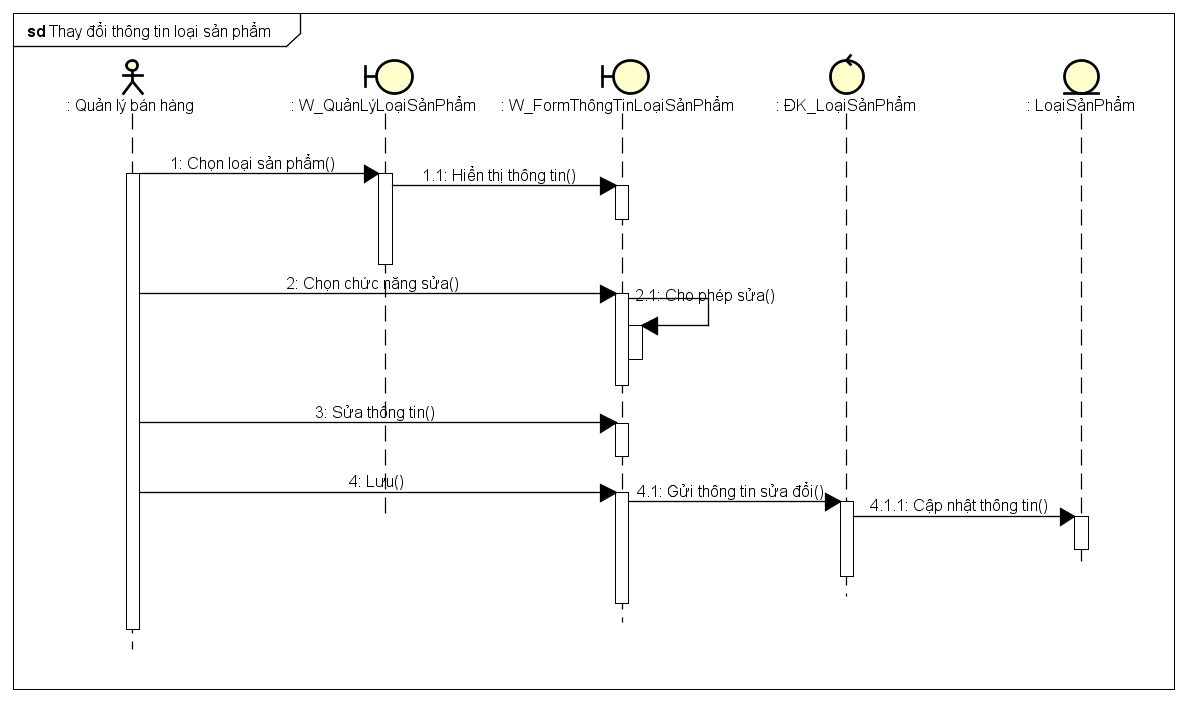 sd Thay đổi thông tin loại sản phẩm
: Quản lý bán hàng
: W_QuảnLýLoạiSảnPhẩm
: W_FormThôngTinLoạiSảnPhẩm
: ĐK_LoạiSảnPhẩm
: LoạiSảnPhẩm
1: Chọn loại sản phẩm()
1.1: Hiển thị thông tin()
2: Chọn chức năng sửa()
2.1: Cho phép sửa()
3: Sửa thông tin()
4: Lưu()
4.1: Gửi thông tin sửa đổi()
4.1.1: Cập nhật thông tin()